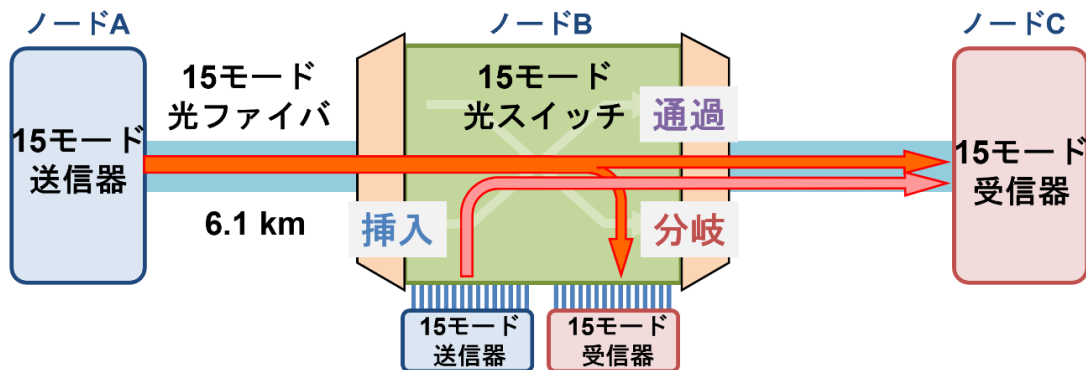 ノードA
ノードB
ノードC
15モード
送信器
15モード
光ファイバ
6.1 km
15モード
光スイッチ
通過
挿入
分岐
15モード
受信器
15モード
送信器
15モード
受信器